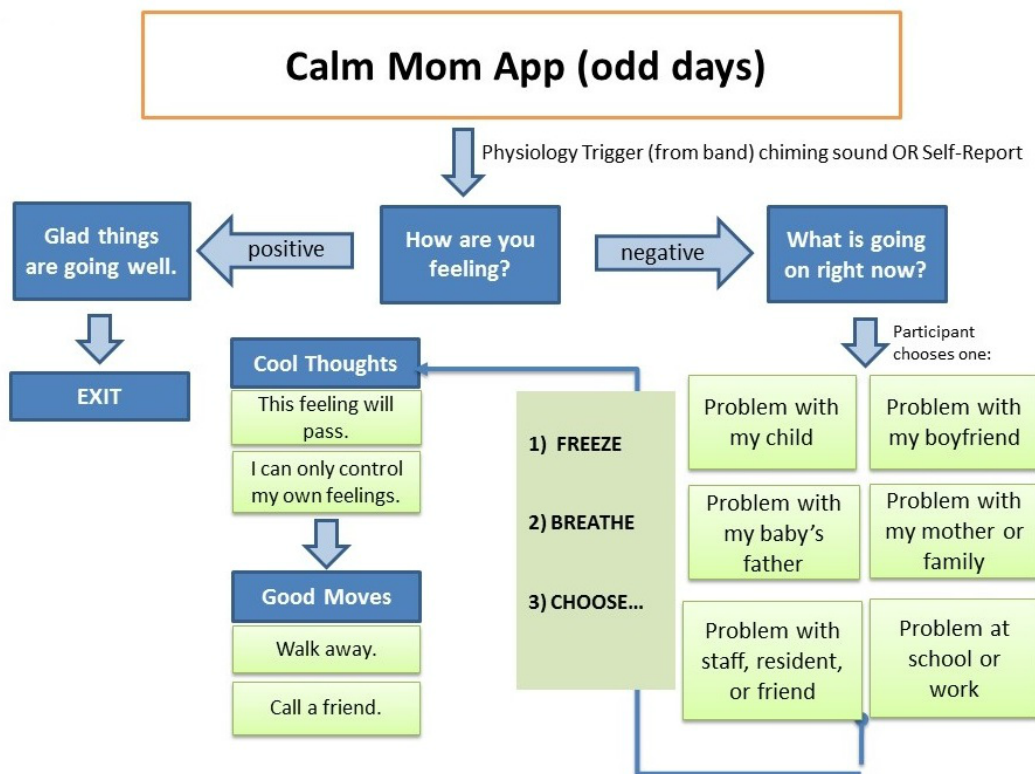 Calm Mom App (odd days)
Physiology Trigger (from band) chiming sound OR Self-Report
Glad things
are going well.
positive
How are you
feeling?
negative
What is going
on right now?
EXIT
Participant
chooses one:
Problem with
my child
Problem with
my boyfriend
Problem with
my baby’s
father
Problem with
my mother or
family
Problem with
staff, resident,
or friend
Problem at
school or
work
1) FREEZE
2) BREATHE
3) CHOOSE...
Cool Thoughts
This feeling will
pass.
I can only control
my own feelings.
Good Moves
Walk away.
Call a friend.